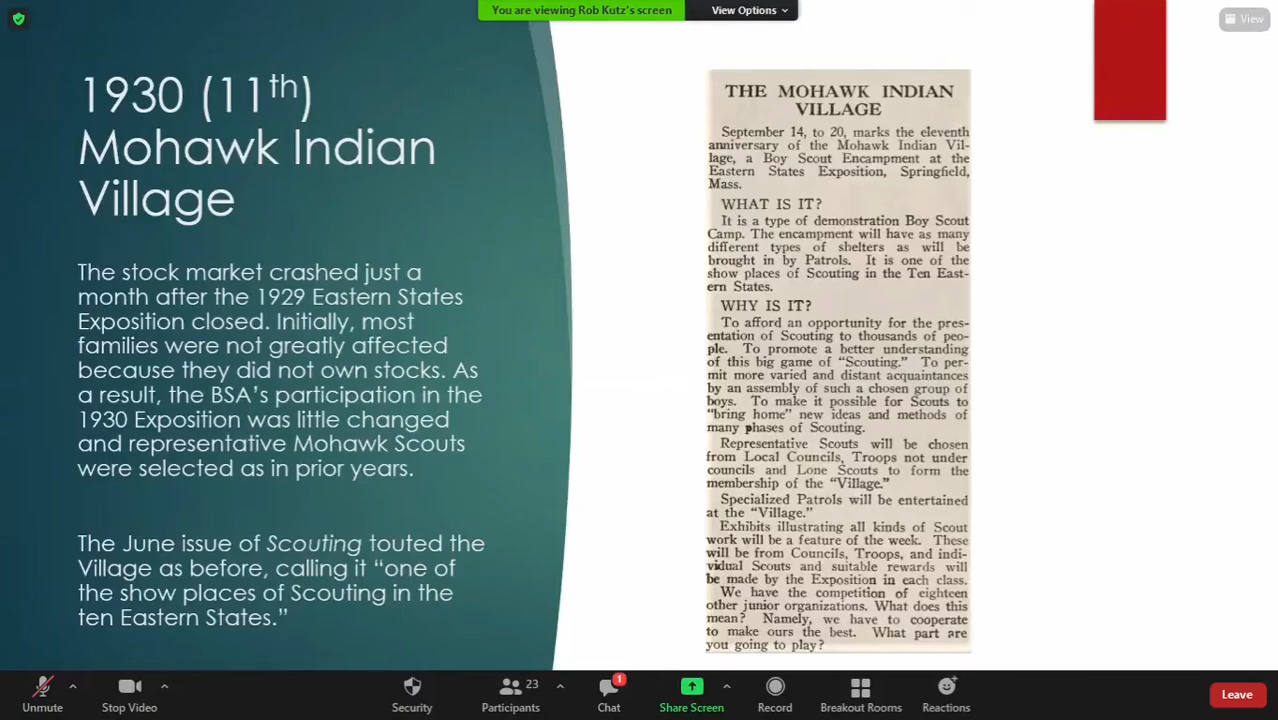 You are viewing Rob Kutz's screen
View Options
View
1930 (11th)
Mohawk Indian
Village
The stock market crashed just a
month after the 1929 Eastern States
Exposition closed. Initially, most
families were not greatly affected
because they did not own stocks. As
a result, the BSA’s participation in the
1930 Exposition was little changed
and representative Mohawk Scouts
were selected as in prior years.
The June issue of Scouting touted the
Village as before, calling it “one of
the show places of Scouting in the
ten Eastern States.”
THE MOHAWK INDIAN
VILLAGE
September 14, to 20, marks the eleventh
anniversary of the Mohawk Indian Vil-
lage, a Boy Scout Encampment at the
Eastern States Exposition, Springfield,
Mass.
WHAT IS IT?
It is a type of demonstration Boy Scout
Camp. The encampment will have as many
different types of shelters as will be
brought in by Patrols. It is one of the
show places of Scouting in the Ten East-
ern States.
WHY IS IT?
To afford an opportunity for the pres-
entation of Scouting to thousands of peo-
ple. To promote a better understanding
of this big game of “Scouting.” To per-
mit more varied and distant acquaintances
by an assembly of such a chosen group of
boys. To make it possible for Scouts to
“bring home” new ideas and methods of
many phases of Scouting.
Representative Scouts will be chosen
from Local Councils, Troops not under
councils and Lone Scouts to form the
membership of the “Village.”
Specialized Patrols will be entertained
at the “Village.”
Exhibits illustrating all kinds of Scout
work will be a feature of the week. These
will be from Councils, Troops, and indi-
vidual Scouts and suitable rewards will
be made by the Exposition in each class.
We have the competition of eighteen
other junior organizations. What does this
mean? Namely, we have to cooperate
to make ours the best. What part are
you going to play?
Unmute
Stop Video
Security
23
Participants
1
Chat
Share Screen
Record
Breakout Rooms
Reactions
Leave